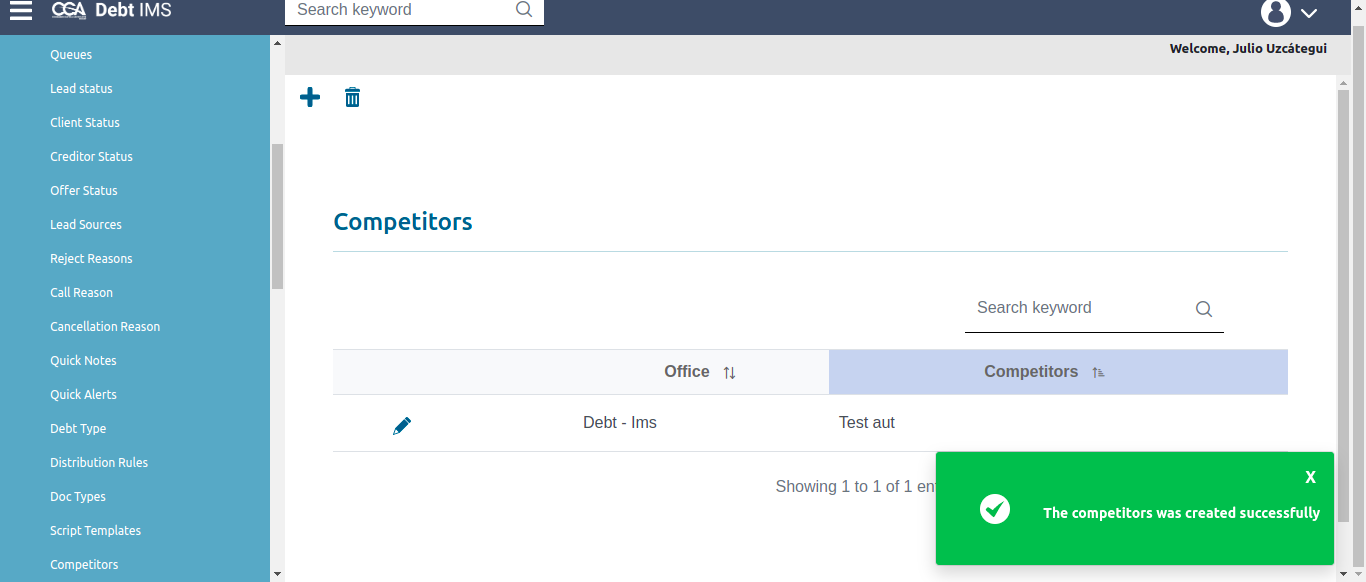 CGA Debt IMS
Search keyword
Welcome, Julio Uzcátegui
Queues
Lead status
Client Status
Creditor Status
Offer Status
Lead Sources
Reject Reasons
Call Reason
Cancellation Reason
Quick Notes
Quick Alerts
Debt Type
Distribution Rules
Doc Types
Script Templates
Competitors
Competitors
Search keyword
Office Competitors
Debt - Ims Test aut
Showing 1 to 1 of 1
X
The competitors was created successfully